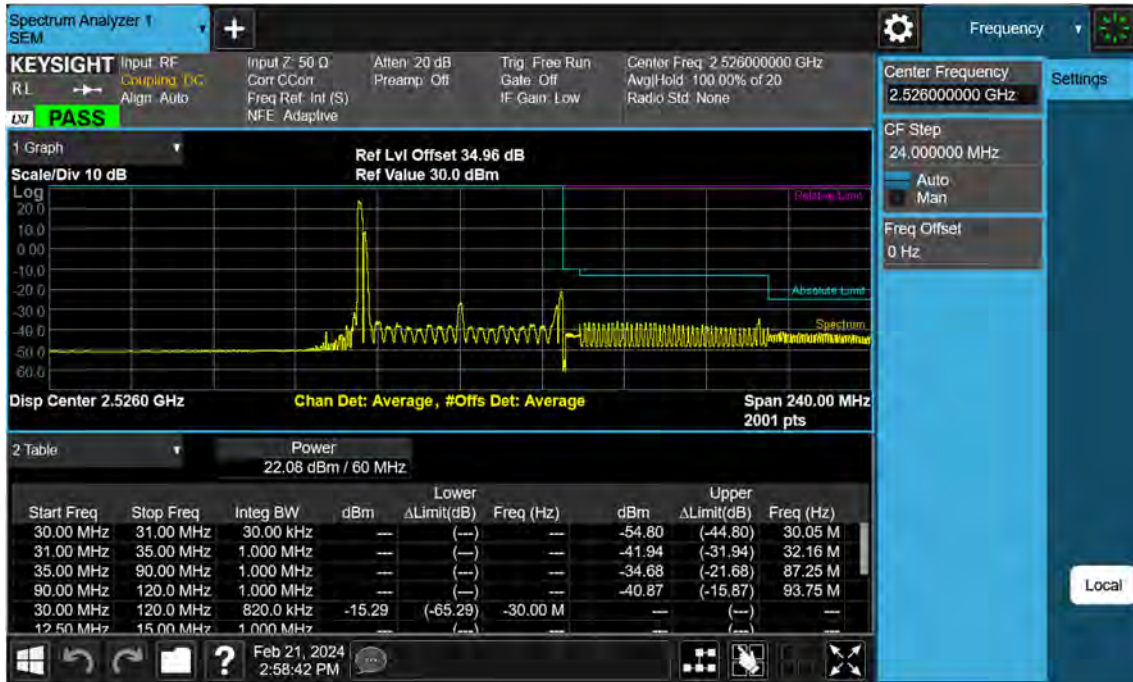 Spectrum Analyzer 1
SEM
Frequency
KEYSIGHT
RL
PASS
Input: RF
Coupling: DC
Align: Auto
Input Z: 50 Ω
Corr CCorr
Freq Ref: Int (S)
NFE: Adaptive
Atten: 20 dB
Preamp: Off
Trig: Free Run
Gate: Off
IF Gain: Low
Center Freq: 2.526000000 GHz
Avg|Hold: 100.00% of 20
Radio Std: None
Center Frequency
2.526000000 GHz
Settings
CF Step
24.000000 MHz
Auto
Man
Freq Offset
0 Hz
Local
1 Graph
Scale/Div 10 dB
Ref Lvl Offset 34.96 dB
Ref Value 30.0 dBm
Log
20.0
10.0
0.00
-10.0
-20.0
-30.0
-40.0
-50.0
-60.0
Relative Limit
Absolute Limit
Spectrum
Disp Center 2.5260 GHz
Chan Det: Average, #Offs Det: Average
Span 240.00 MHz
2001 pts
2 Table
Power
22.08 dBm / 60 MHz
Lower Upper
Start Freq Stop Freq Integ BW dBm ΔLimit(dB) Freq (Hz) dBm ΔLimit(dB) Freq (Hz)
30.00 MHz 31.00 MHz 30.00 kHz --- (---) --- -54.80 (-44.80) 30.05 M
31.00 MHz 35.00 MHz 1.000 MHz --- (---) --- -41.94 (-31.94) 32.16 M
35.00 MHz 90.00 MHz 1.000 MHz --- (---) --- -34.68 (-21.68) 87.25 M
90.00 MHz 120.0 MHz 1.000 MHz --- (---) --- -40.87 (-15.87) 93.75 M
30.00 MHz 120.0 MHz 820.0 kHz -15.29 (-65.29) -30.00 M --- (---) ---
12.50 MHz 15.00 MHz 1.000 MHz --- (---) --- --- (---) ---
Feb 21, 2024
2:58:42 PM